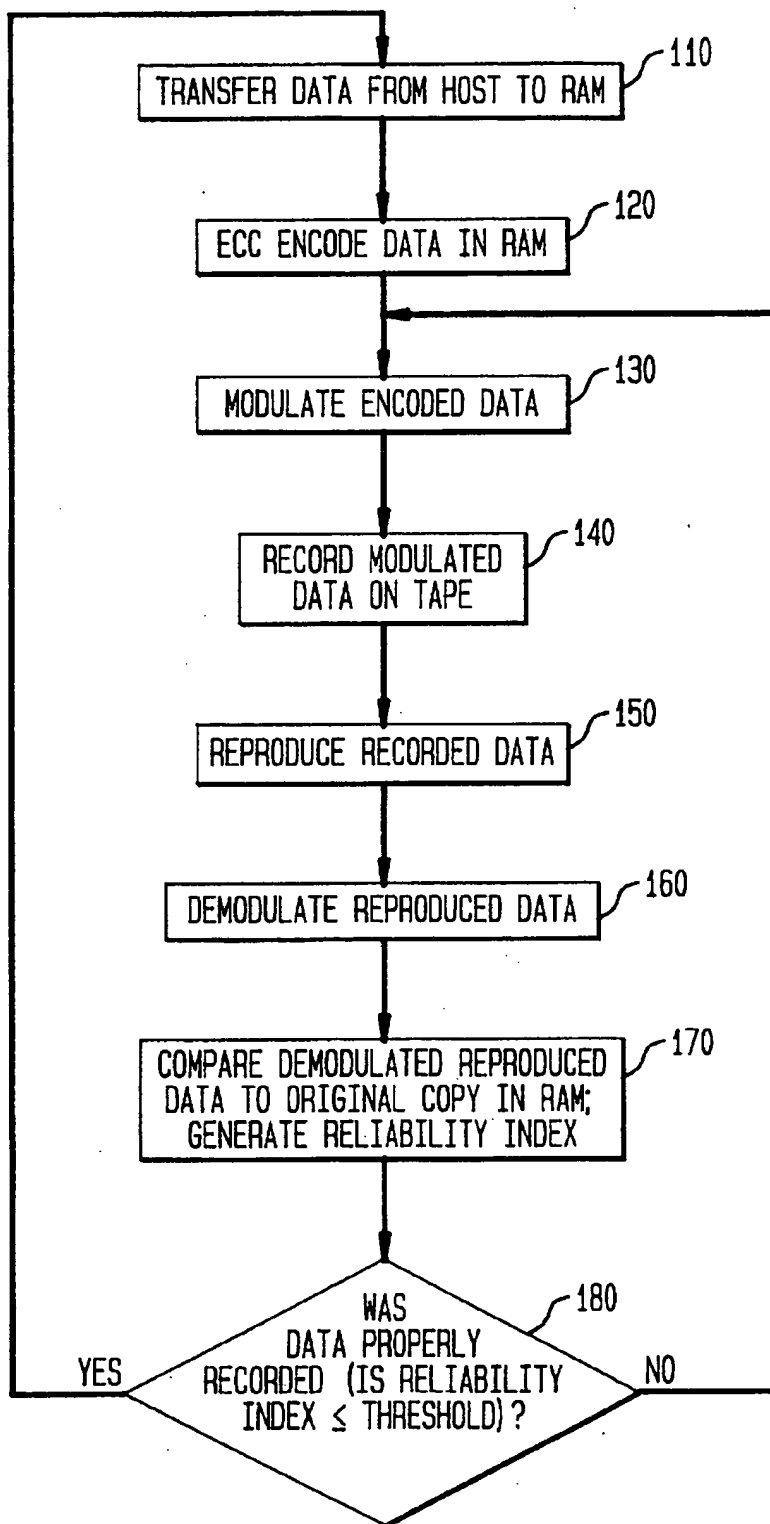 110
TRANSFER DATA FROM HOST TO RAM
120
ECC ENCODE DATA IN RAM
130
MODULATE ENCODED DATA
140
RECORD MODULATED
DATA ON TAPE
150
REPRODUCE RECORDED DATA
160
DEMODULATE REPRODUCED DATA
170
COMPARE DEMODULATED REPRODUCED
DATA TO ORIGINAL COPY IN RAM;
GENERATE RELIABILITY INDEX
180
WAS
DATA PROPERLY
RECORDED (IS RELIABILITY
INDEX ≤ THRESHOLD)?
YES
NO